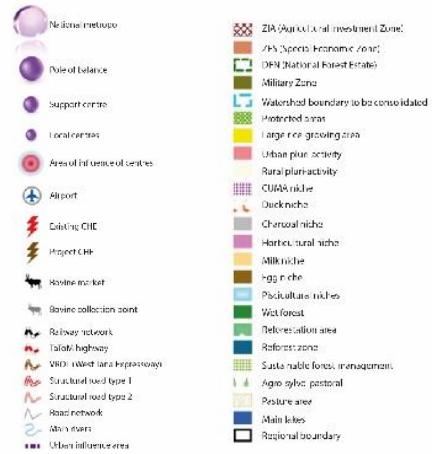 National metropo
Pole of balance
Support centre
Local centres
Area of influence of centres
Airport
Existing CHE
Project CHE
Bovine market
Bovine collection point
Railway network
ToToM highway
VROI (West Tana Expressway)
Structural road type 1
Structural road type 2
Road network
Main rivers
Urban influence area
ZIA (Agricultural Investment Zone)
ZES (Special Economic Zone)
DFN (National Forest Estate)
Military Zone
Watershed boundary to be consolidated
Protected areas
Large rice growing area
Urban pluri-activity
Rural pluri-activity
CUMA niche
Duck niche
Charcoal niche
Horticultural niche
Milk niche
Egg niche
Piscicultural niches
Wet forest
Reforestation area
Reforest zone
Sustainable forest management
Agro sylvo pastoral
Pasture area
Main lakes
Regional boundary